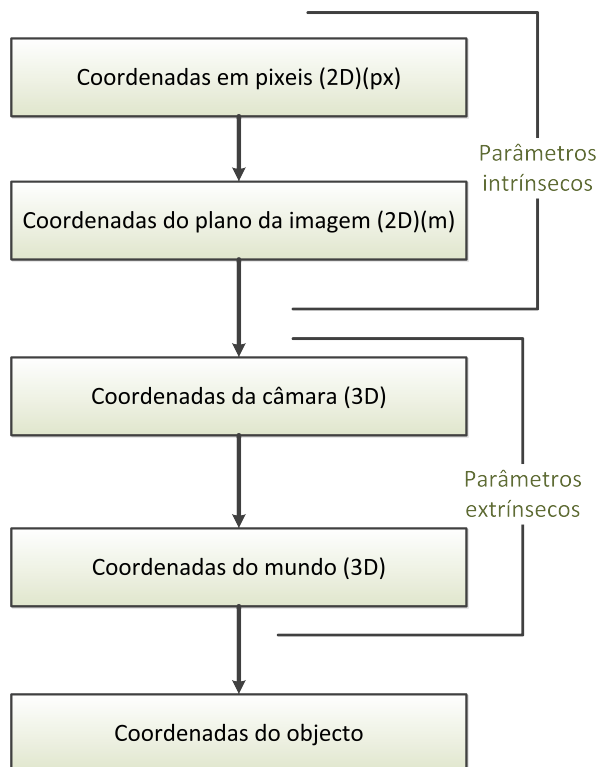 Coordenadas em pixeis (2D)(px)
Parâmetros
intrínsecos
Coordenadas do plano da imagem (2D)(m)
Coordenadas da câmara (3D)
Parâmetros
extrínsecos
Coordenadas do mundo (3D)
Coordenadas do objecto